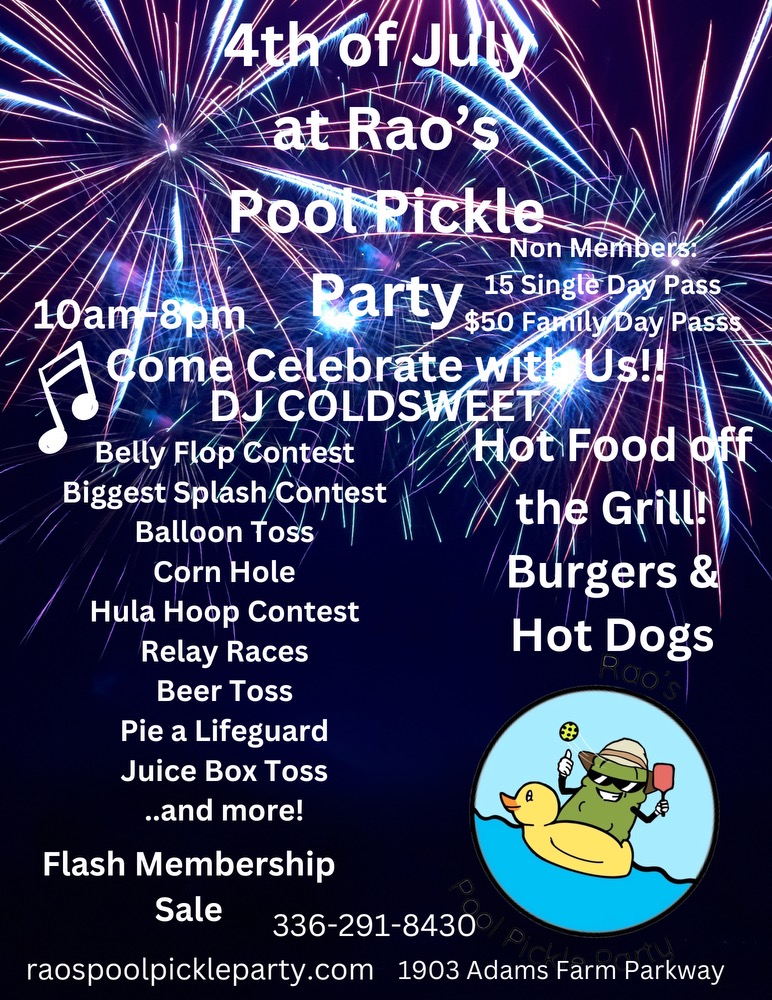 4th of July
at Rao's
Pool Pickle
Party
Non Members:
15 Single Day Pass
$50 Family Day Passs
10am-8pm
Come Celebrate with Us!!
DJ COLDSWEET
Belly Flop Contest
Biggest Splash Contest
Balloon Toss
Corn Hole
Hula Hoop Contest
Relay Races
Beer Toss
Pie a Lifeguard
Juice Box Toss
..and more!
Hot Food off
the Grill!
Burgers &
Hot Dogs
Rao's
Pool Pickle Party
Flash Membership
Sale
336-291-8430
raospoolpickleparty.com
1903 Adams Farm Parkway